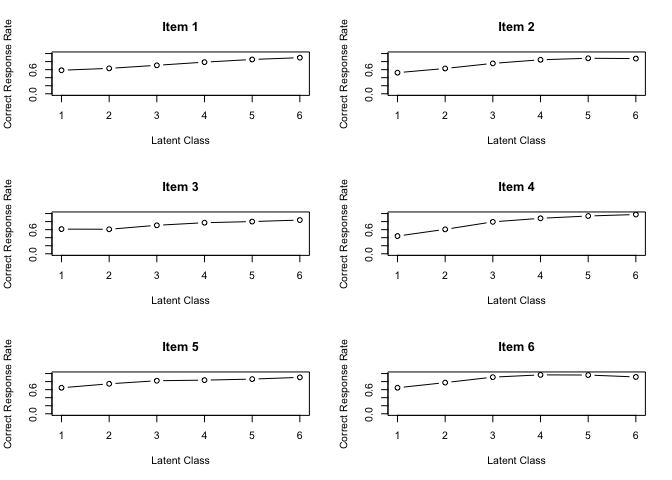 Item 1
Correct Response Rate
0.0 0.6
1 2 3 4 5 6
Latent Class
Item 2
Correct Response Rate
0.0 0.6
1 2 3 4 5 6
Latent Class
Item 3
Correct Response Rate
0.0 0.6
1 2 3 4 5 6
Latent Class
Item 4
Correct Response Rate
0.0 0.6
1 2 3 4 5 6
Latent Class
Item 5
Correct Response Rate
0.0 0.6
1 2 3 4 5 6
Latent Class
Item 6
Correct Response Rate
0.0 0.6
1 2 3 4 5 6
Latent Class